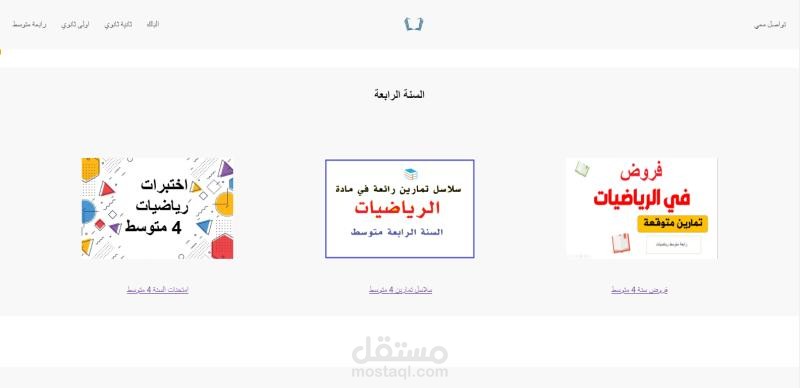 تواصل معي
الباك
ثانية ثانوي
اولى ثانوي
رابعة متوسط
السنة الرابعة
فروض
في الرياضيات
تمارين متوقعة
رابعة متوسط رياضيات
سلاسل تمارين رائعة في مادة
الرياضيات
السنة الرابعة متوسط
اختبارات
رياضيات
4 متوسط
فروض سنة 4 متوسط
سلاسل تمارين 4 متوسط
امتحنات السنة 4 متوسط
مستقل
mostaql.com